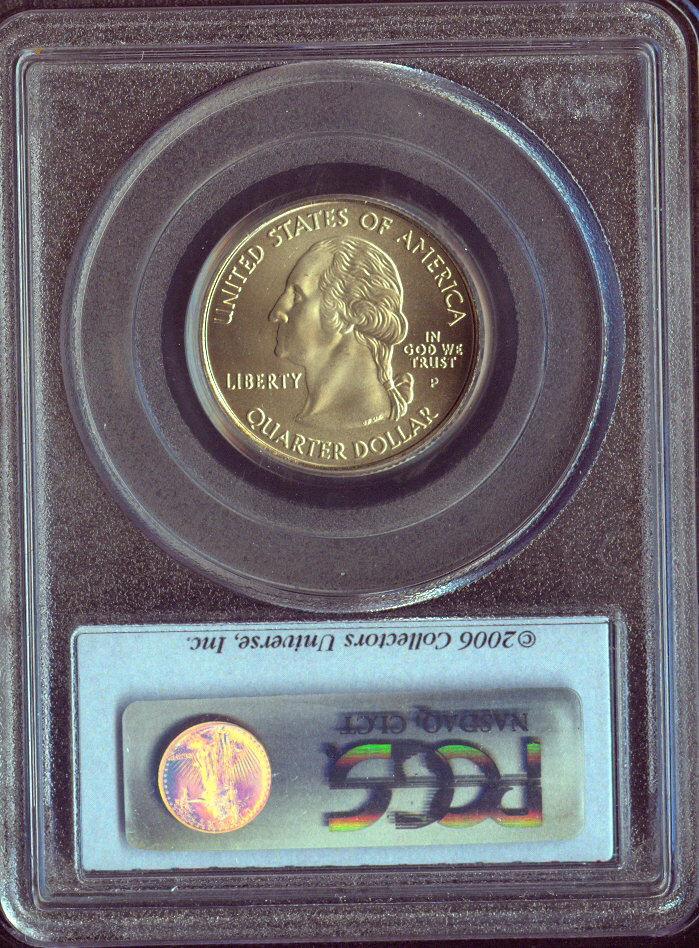 UNITED STATES OF AMERICA
IN
GOD WE
TRUST
LIBERTY
P
QUARTER DOLLAR
©2006 Collectors Universe, Inc.
NASDAQ, CLCT
PCGS